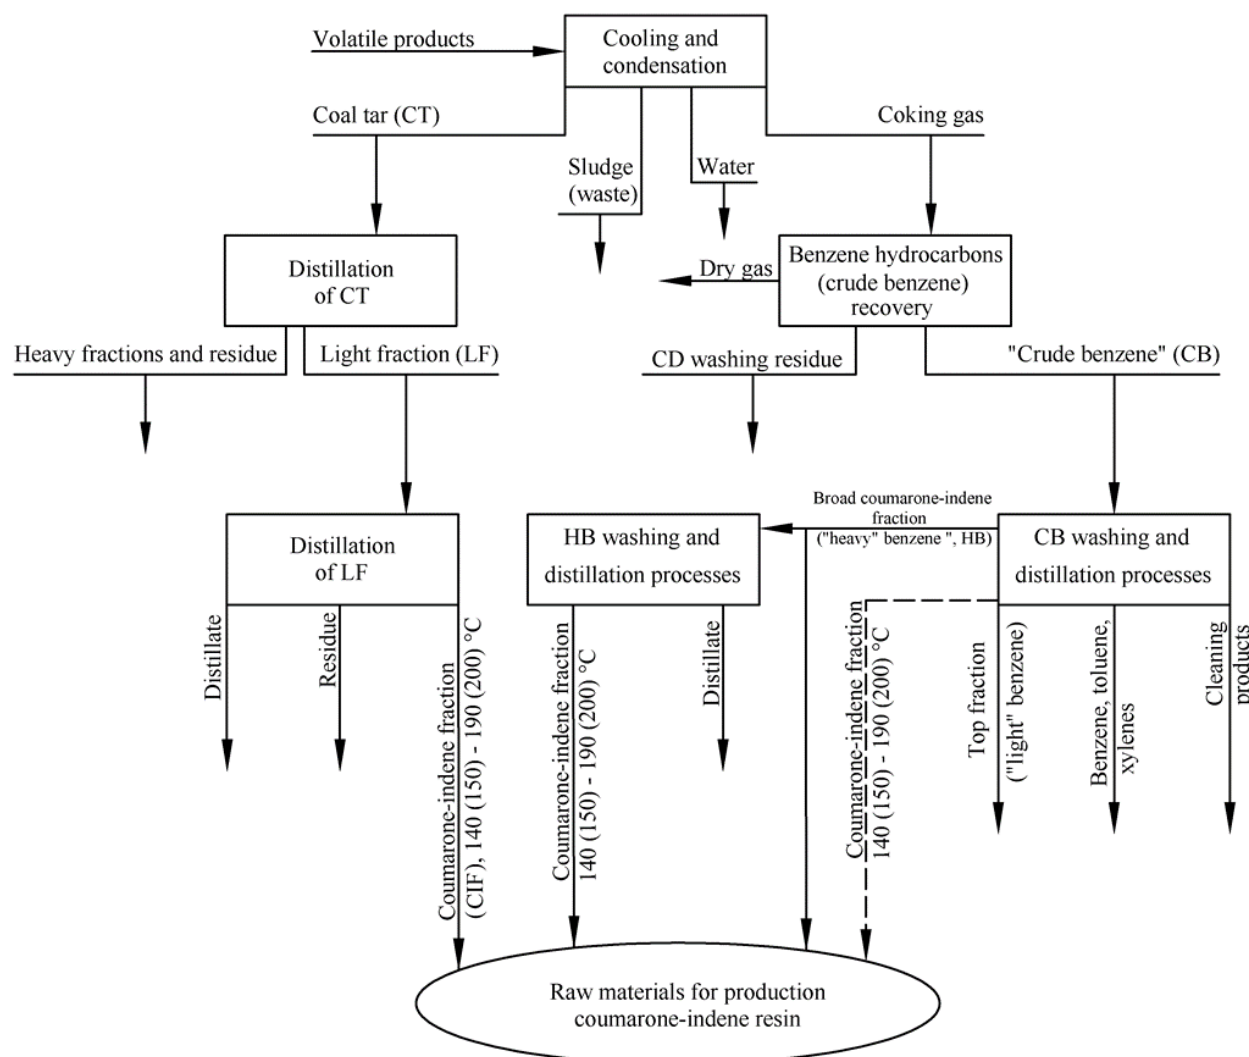 Volatile products
Cooling and
condensation
Coal tar (CT)
Coking gas
Sludge
(waste)
Water
Distillation
of CT
Dry gas
Benzene hydrocarbons
(crude benzene)
recovery
Heavy fractions and residue
Light fraction (LF)
CD washing residue
"Crude benzene" (CB)
Distillation
of LF
HB washing and
distillation processes
Broad coumarone-indene
fraction
("heavy" benzene ", HB)
CB washing and
distillation processes
Distillate
Residue
Coumarone-indene fraction
(CIF), 140 (150) - 190 (200) °C
Coumarone-indene fraction
140 (150) - 190 (200) °C
Distillate
Coumarone-indene fraction
140 (150) - 190 (200) °C
Top fraction
("light" benzene)
Benzene, toluene,
xylenes
Cleaning
products
Raw materials for production
coumarone-indene resin